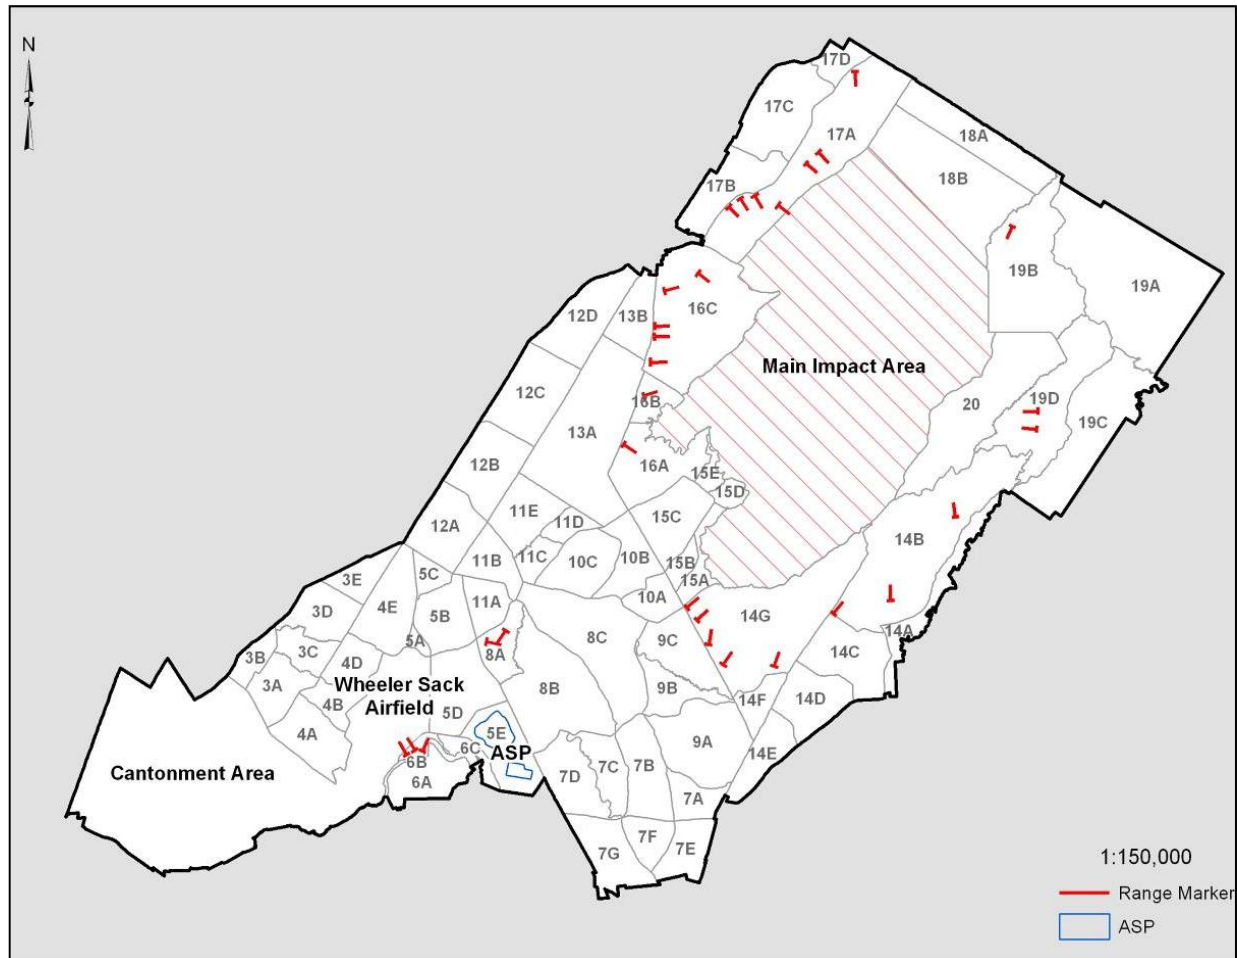 N
17D
17C
17A
18A
17B
18B
19B
19A
12D
13B
16C
Main Impact Area
12C
16B
20
19D
19C
13A
12B
16A
15E
15D
11E
11D
15C
12A
14B
11B
11C
10C
10B
15B
15A
3E
5C
10A
3D
4E
11A
5B
14G
5A
8C
9C
14A
3B
3C
4D
8A
14C
3A
Wheeler Sack
Airfield
8B
9B
14F
14D
4B
5D
4A
5E
9A
6C
ASP
14E
Cantonment Area
6B
6A
7D
7C
7B
7A
7G
7F
7E
1:150,000
Range Marker
ASP